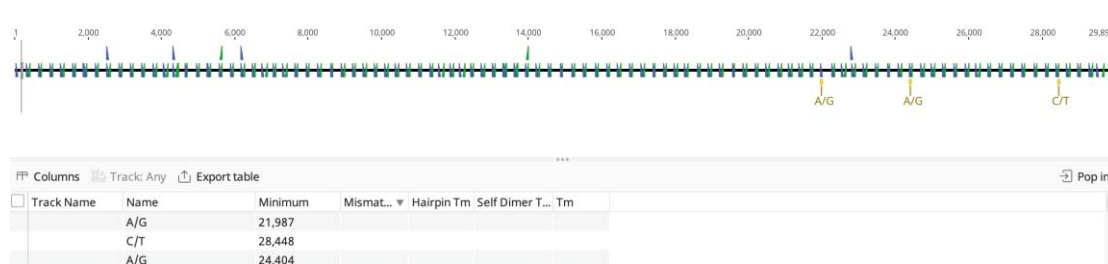 1 2,000 4,000 6,000 8,000 10,000 12,000 14,000 16,000 18,000 20,000 22,000 24,000 26,000 28,000 29,89
A/G A/G C/T
Columns Track: Any Export table Pop in
Track Name Name Minimum Mismat... Hairpin Tm Self Dimer T... Tm
A/G 21,987
C/T 28,448
A/G 24,404